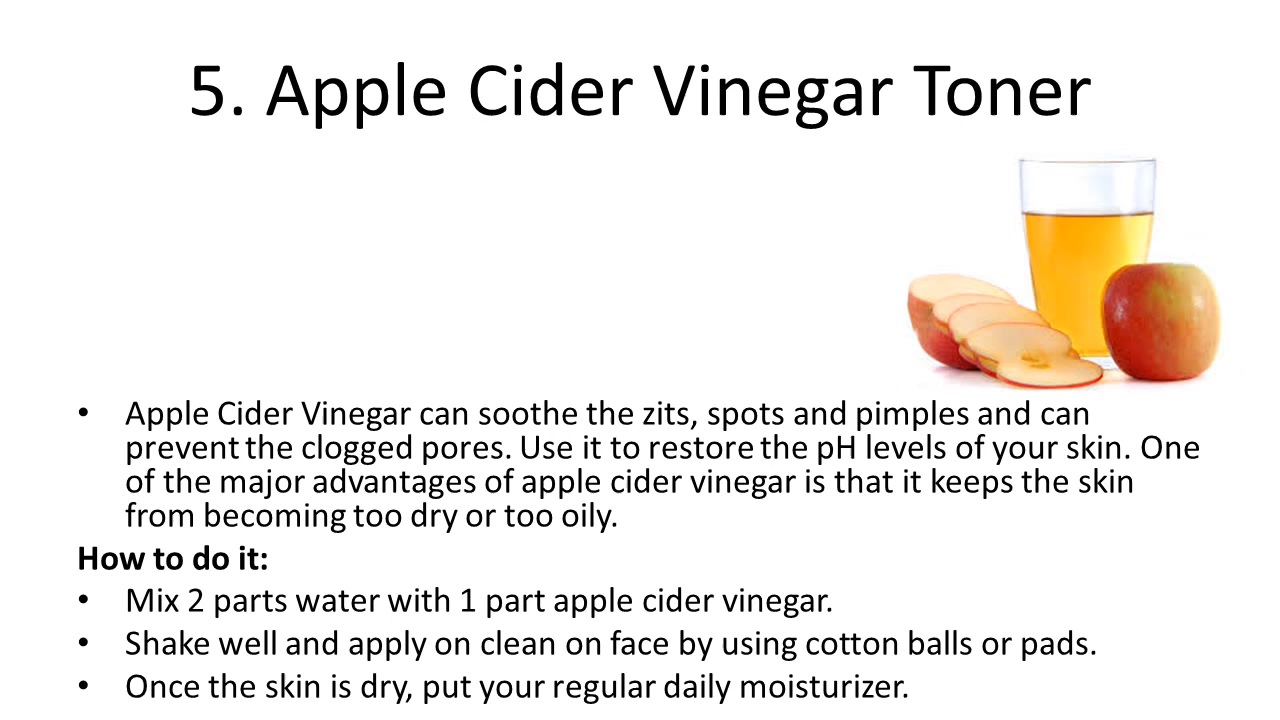 5. Apple Cider Vinegar Toner
• Apple Cider Vinegar can soothe the zits, spots and pimples and can
prevent the clogged pores. Use it to restore the pH levels of your skin. One
of the major advantages of apple cider vinegar is that it keeps the skin
from becoming too dry or too oily.
How to do it:
• Mix 2 parts water with 1 part apple cider vinegar.
• Shake well and apply on clean on face by using cotton balls or pads.
• Once the skin is dry, put your regular daily moisturizer.